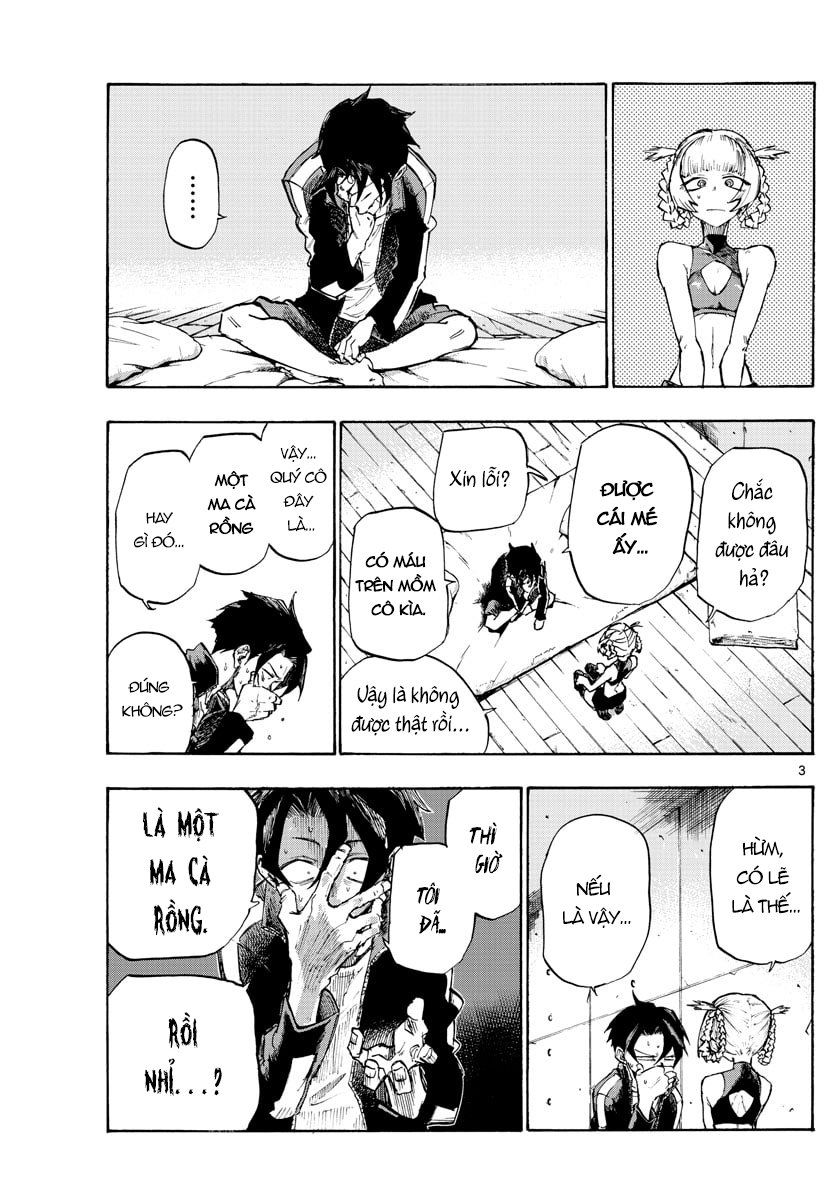 ......
Chắc
không
được đâu
hả?
ĐƯỢC
CÁI MÉ
ẤY...
Xin lỗi?
CÓ MÁU
TRÊN MỒM
CÔ KÌA.
Vậy là không
được thật rồi...
VẬY...
QUÝ CÔ
ĐÂY
LÀ...
MỘT
MA CÀ
RỒNG
HAY
GÌ ĐÓ...
ĐÚNG
KHÔNG?
3
HỪM,
CÓ LẼ
LÀ THẾ...
NẾU
LÀ VẬY...
THÌ
GIỜ
TÔI
ĐÃ...
LÀ MỘT
MA CÀ
RỒNG.
RỒI
NHỈ...?